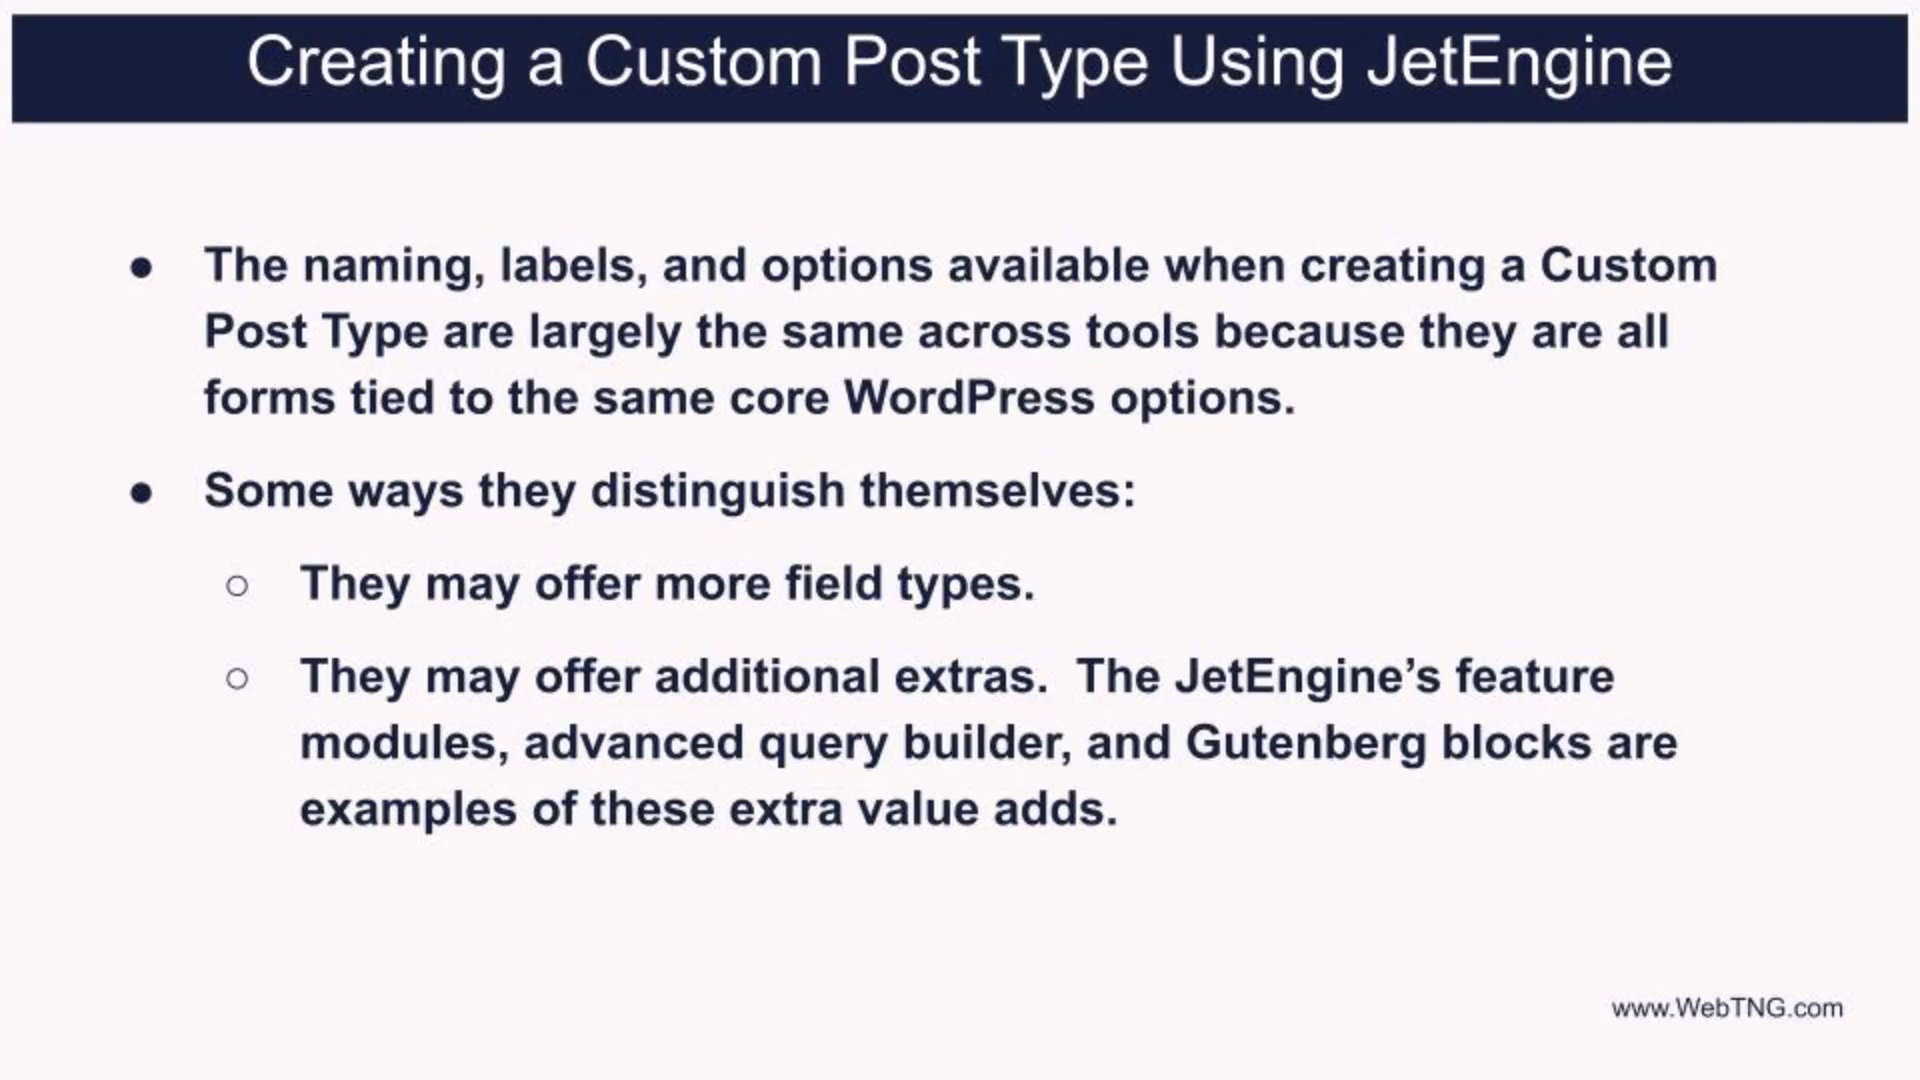 Creating a Custom Post Type Using JetEngine
● The naming, labels, and options available when creating a Custom
Post Type are largely the same across tools because they are all
forms tied to the same core WordPress options.
● Some ways they distinguish themselves:
○ They may offer more field types.
○ They may offer additional extras.  The JetEngine’s feature
modules, advanced query builder, and Gutenberg blocks are
examples of these extra value adds.
www.WebTNG.com